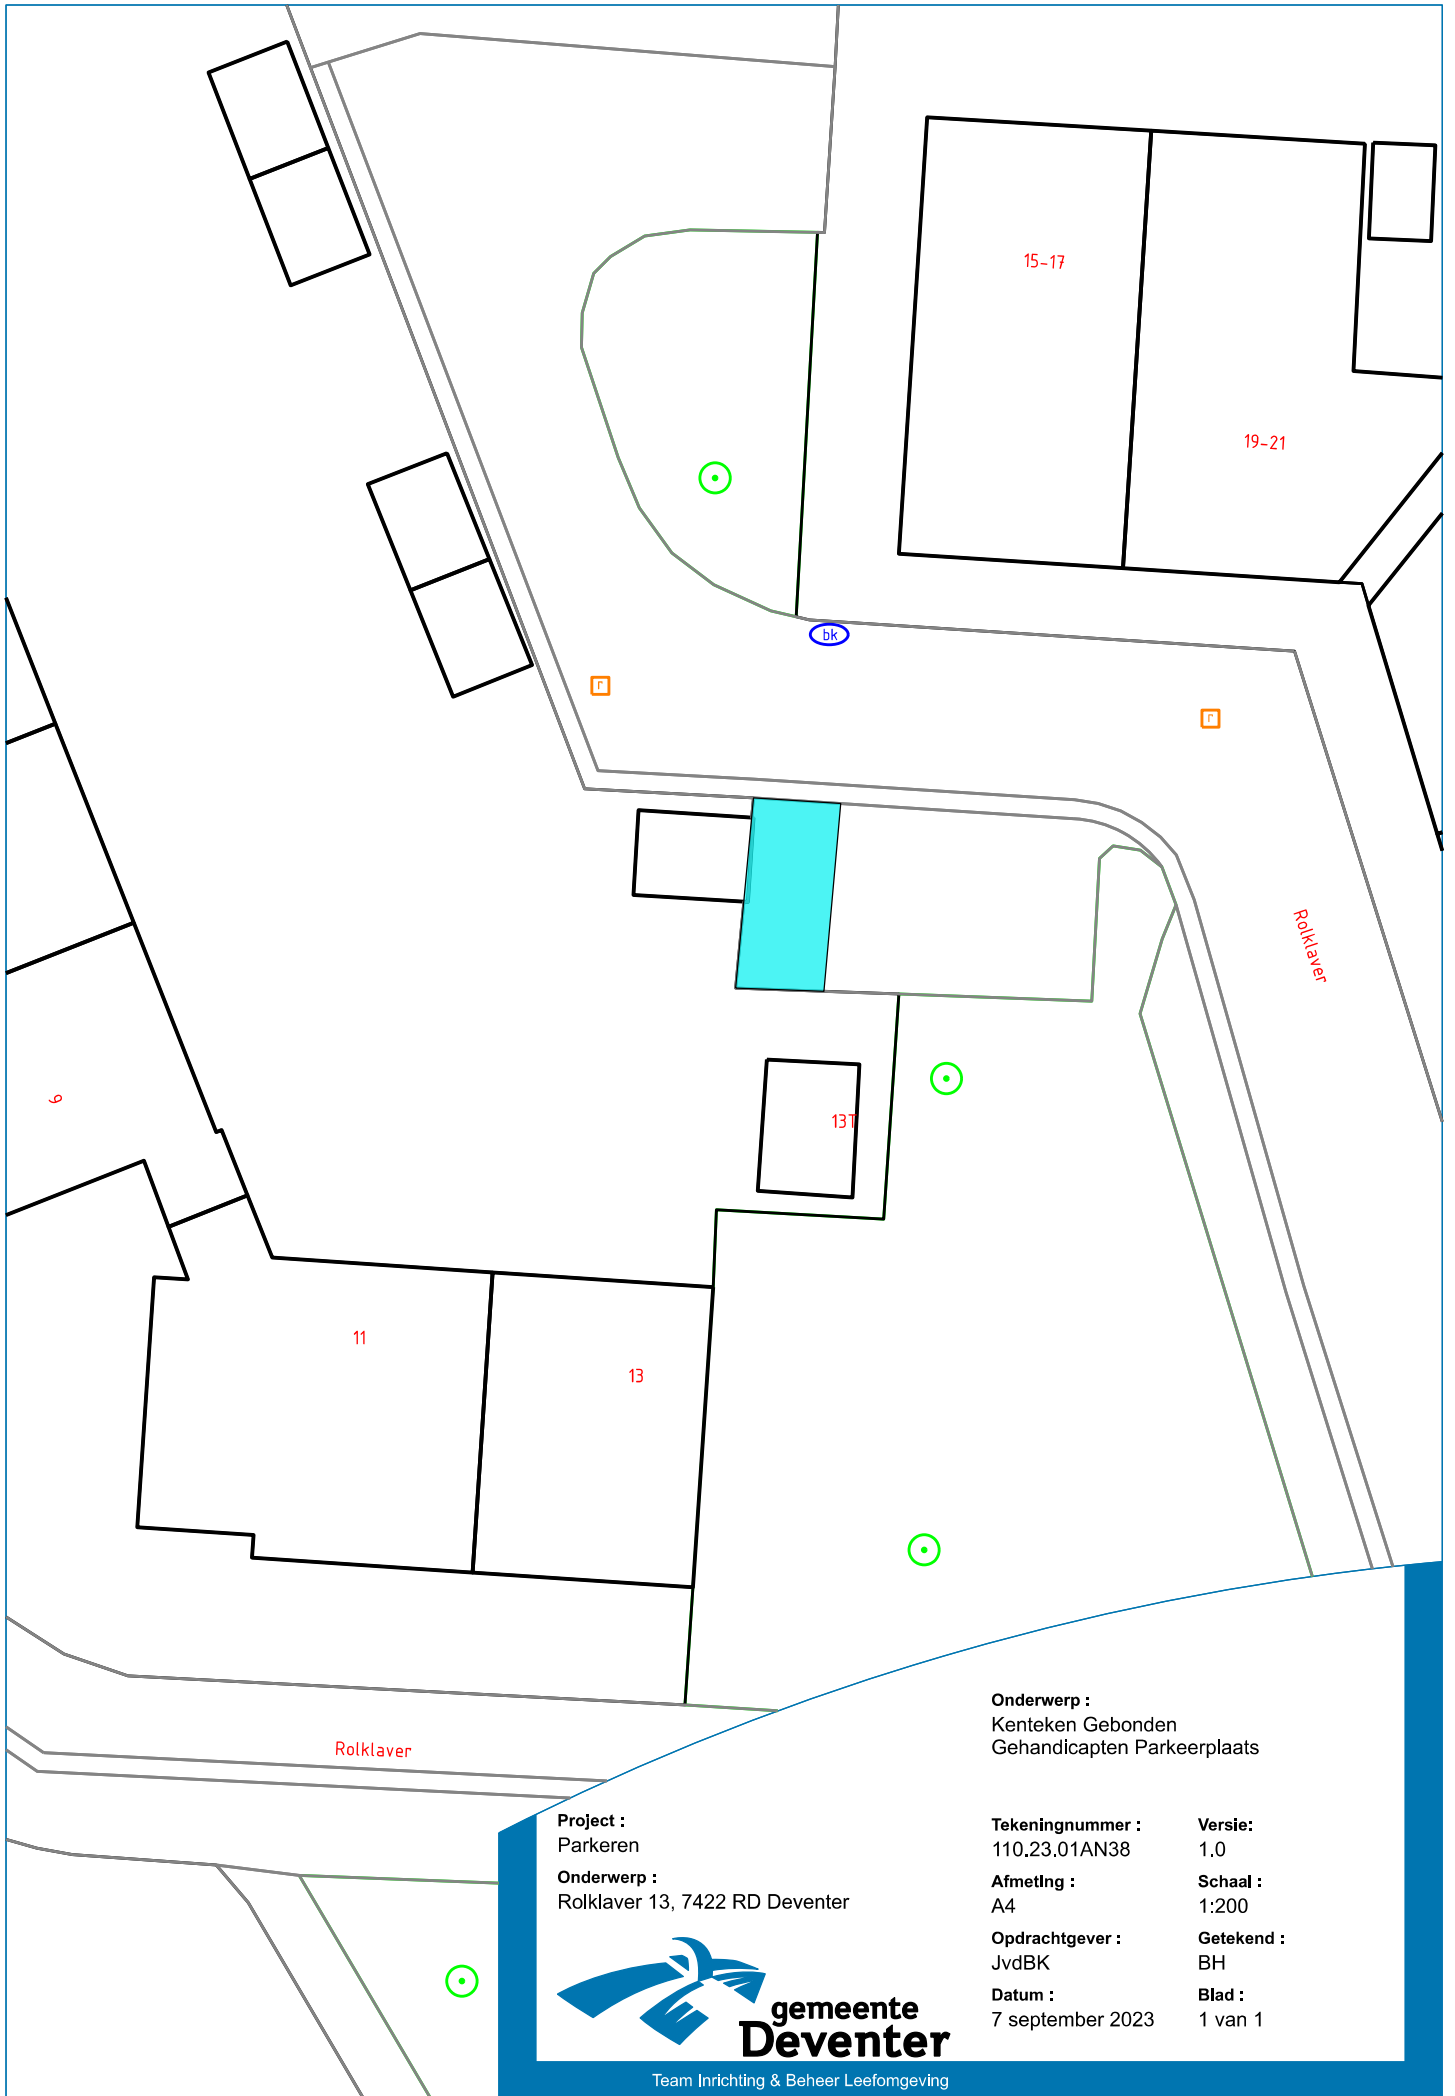 15-17
19-21
bk
r
r
Rolklaver
9
13T
11
13
Rolklaver
Onderwerp :
Kenteken Gebonden
Gehandicapten Parkeerplaats
Project :
Parkeren
Onderwerp :
Rolklaver 13, 7422 RD Deventer
Tekeningnummer : Versie:
110.23.01AN38 1.0
Afmeting : Schaal :
A4 1:200
Opdrachtgever : Getekend :
JvdBK BH
Datum : Blad :
7 september 2023 1 van 1
gemeente
Deventer
Team Inrichting & Beheer Leefomgeving